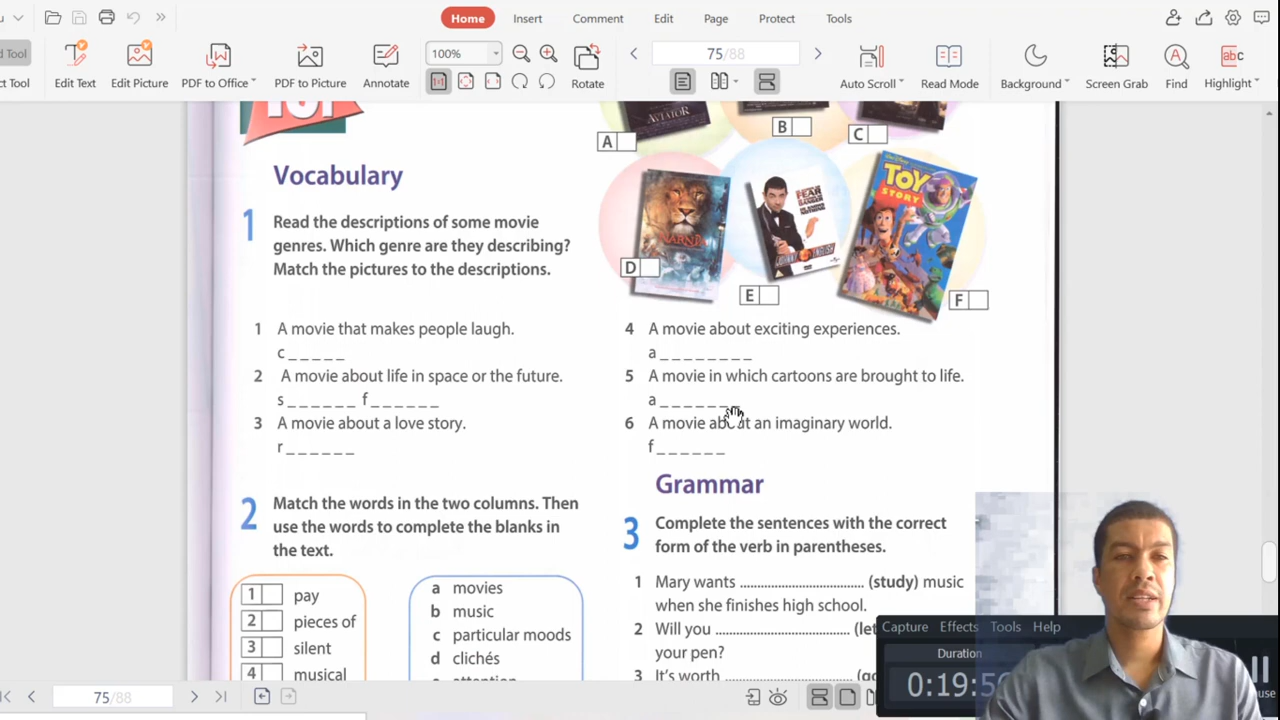 Home Insert Comment Edit Page Protect Tools
Tool
100%
75/88
Edit Text Edit Picture PDF to Office PDF to Picture Annotate Rotate Auto Scroll Read Mode Background Screen Grab Find Highlight
AVIATOR
A B C
Vocabulary
1 Read the descriptions of some movie
genres. Which genre are they describing?
Match the pictures to the descriptions.
NARNIA
TOY
STORY
D E F
1 A movie that makes people laugh.
c _ _ _ _ _
2 A movie about life in space or the future.
s _ _ _ _ _ _ f _ _ _ _ _ _
3 A movie about a love story.
r _ _ _ _ _ _
4 A movie about exciting experiences.
a _ _ _ _ _ _ _ _
5 A movie in which cartoons are brought to life.
a _ _ _ _ _ _ _
6 A movie about an imaginary world.
f _ _ _ _ _ _
2 Match the words in the two columns. Then
use the words to complete the blanks in
the text.
1 pay
2 pieces of
3 silent
4 musical
a movies
b music
c particular moods
d clichés
e attention
Grammar
3 Complete the sentences with the correct
form of the verb in parentheses.
1 Mary wants ............................... (study) music
when she finishes high school.
2 Will you ................................. (let
your pen?
3 It's worth
Capture Effects Tools Help
Duration
75/88